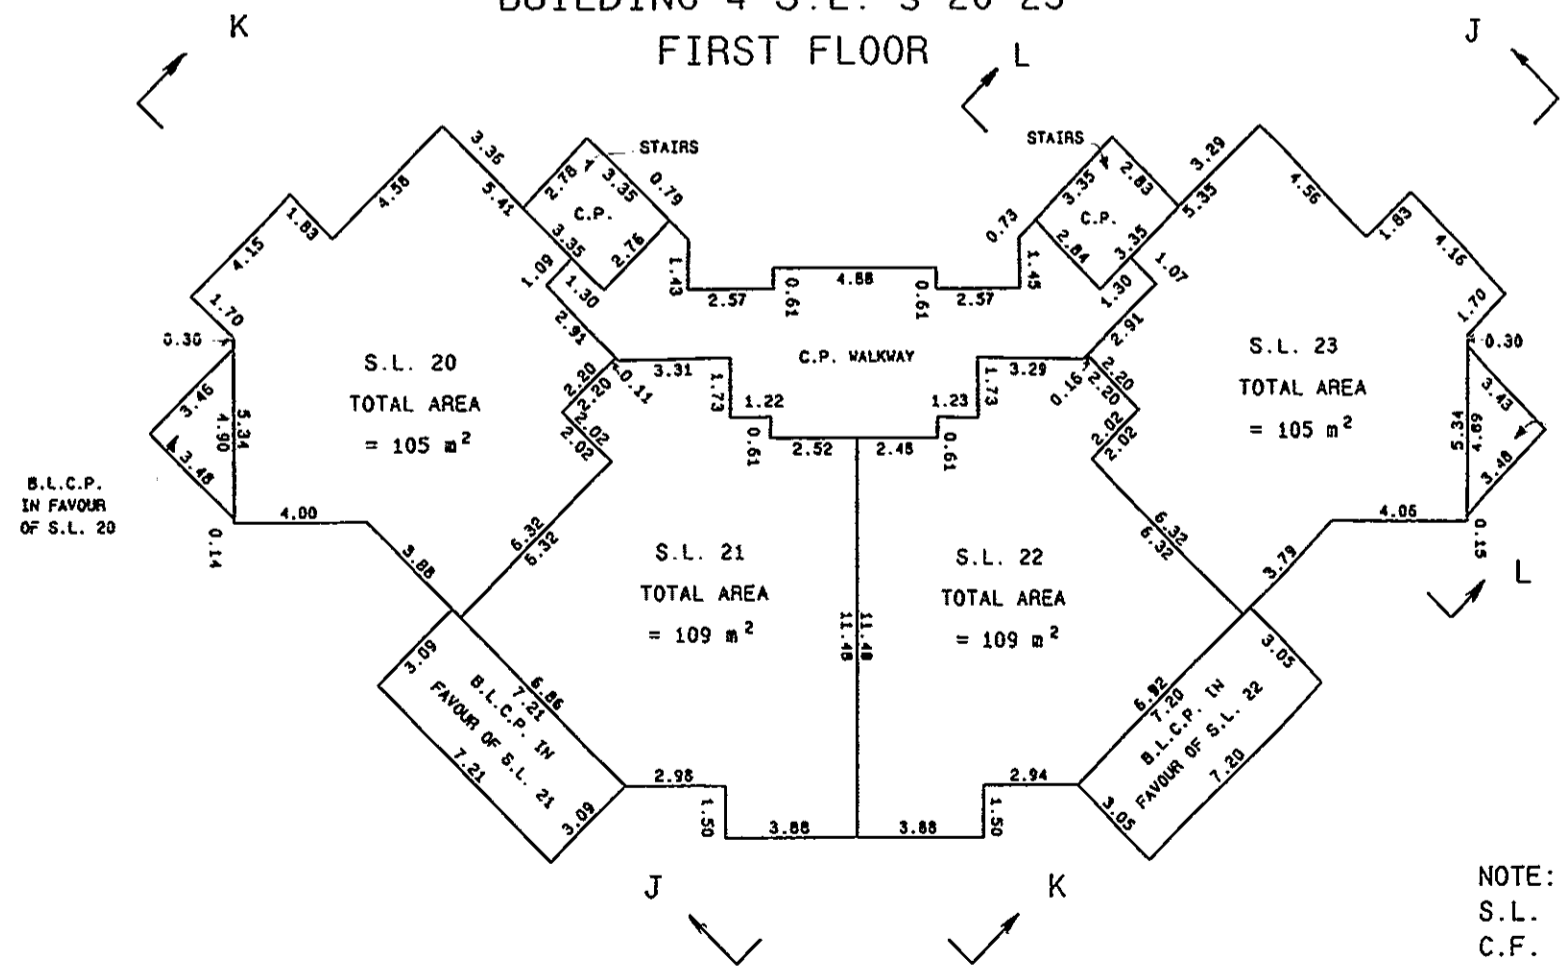 BUILDING 4 S.L.'s 20-23
FIRST FLOOR
K
L
J
STAIRS
STAIRS
3.36
5.41
2.78
3.35
0.79
C.P.
3.35
2.76
4.58
1.83
4.15
1.70
0.30
1.09
1.30
2.91
1.43
2.57
0.61
4.88
0.61
2.57
1.45
0.73
3.35
2.83
C.P.
2.84
3.35
3.29
5.35
4.56
1.83
4.16
1.70
0.30
1.07
1.30
2.91
C.P. WALKWAY
S.L. 20
TOTAL AREA
= 105 m²
S.L. 23
TOTAL AREA
= 105 m²
3.46
3.48
5.34
4.90
2.20
2.20
0.11
2.02
2.02
3.31
1.73
1.22
0.61
2.52
2.45
0.61
1.23
1.73
3.29
0.16
2.20
2.20
2.02
2.02
5.34
4.89
3.43
3.48
B.L.C.P.
IN FAVOUR
OF S.L. 20
0.14
4.00
3.88
6.32
6.32
S.L. 21
TOTAL AREA
= 109 m²
11.48
11.48
S.L. 22
TOTAL AREA
= 109 m²
6.32
6.32
3.79
4.06
0.15
L
3.09
6.86
7.21
B.L.C.P. IN
FAVOUR OF S.L. 21
7.21
3.09
2.98
1.50
3.88
3.88
1.50
2.94
6.92
7.20
B.L.C.P. IN
FAVOUR OF S.L. 22
7.20
3.05
3.05
J
K
NOTE:
S.L.
C.F.